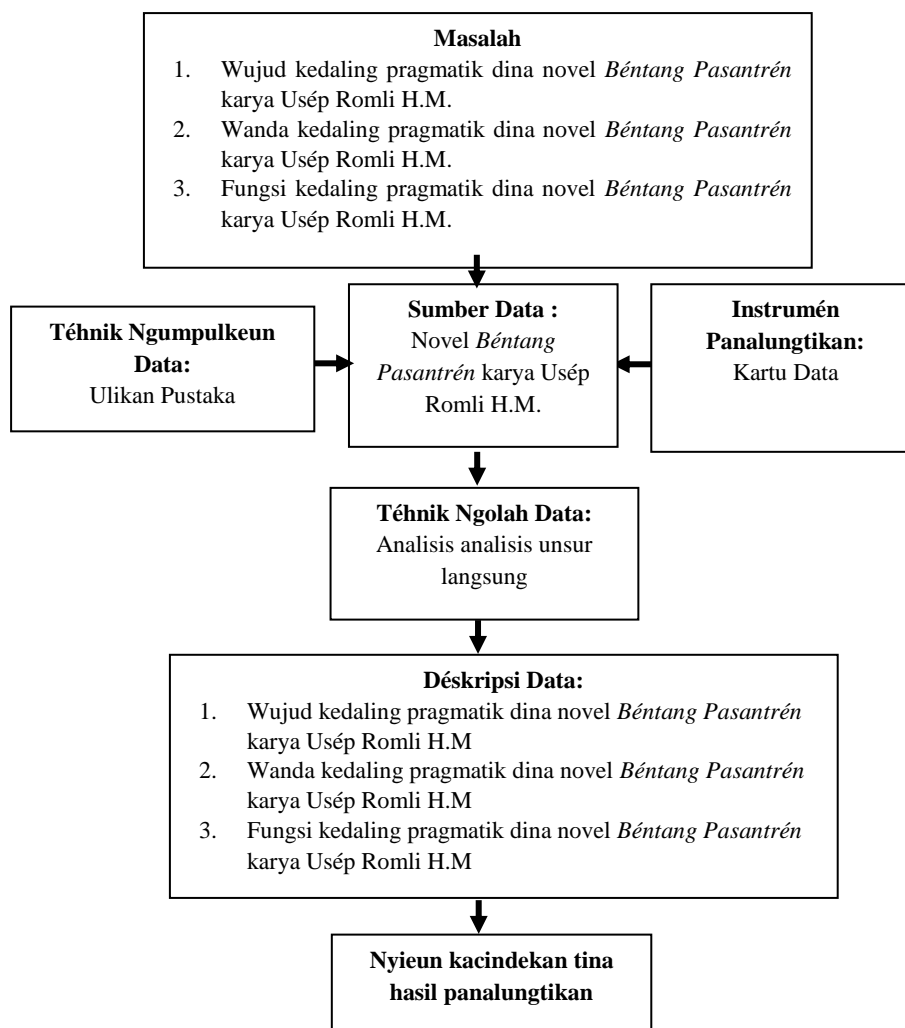 Masalah
1. Wujud kedaling pragmatik dina novel Béntang Pasantrén
karya Usép Romli H.M.
2. Wanda kedaling pragmatik dina novel Béntang Pasantrén
karya Usép Romli H.M.
3. Fungsi kedaling pragmatik dina novel Béntang Pasantrén
karya Usép Romli H.M.
Téhnik Ngumpulkeun
Data:
Ulikan Pustaka
Sumber Data :
Novel Béntang
Pasantrén karya Usép
Romli H.M.
Instrumén
Panalungtikan:
Kartu Data
Téhnik Ngolah Data:
Analisis analisis unsur
langsung
Déskripsi Data:
1. Wujud kedaling pragmatik dina novel Béntang Pasantrén
karya Usép Romli H.M
2. Wanda kedaling pragmatik dina novel Béntang Pasantrén
karya Usép Romli H.M
3. Fungsi kedaling pragmatik dina novel Béntang Pasantrén
karya Usép Romli H.M
Nyieun kacindekan tina
hasil panalungtikan